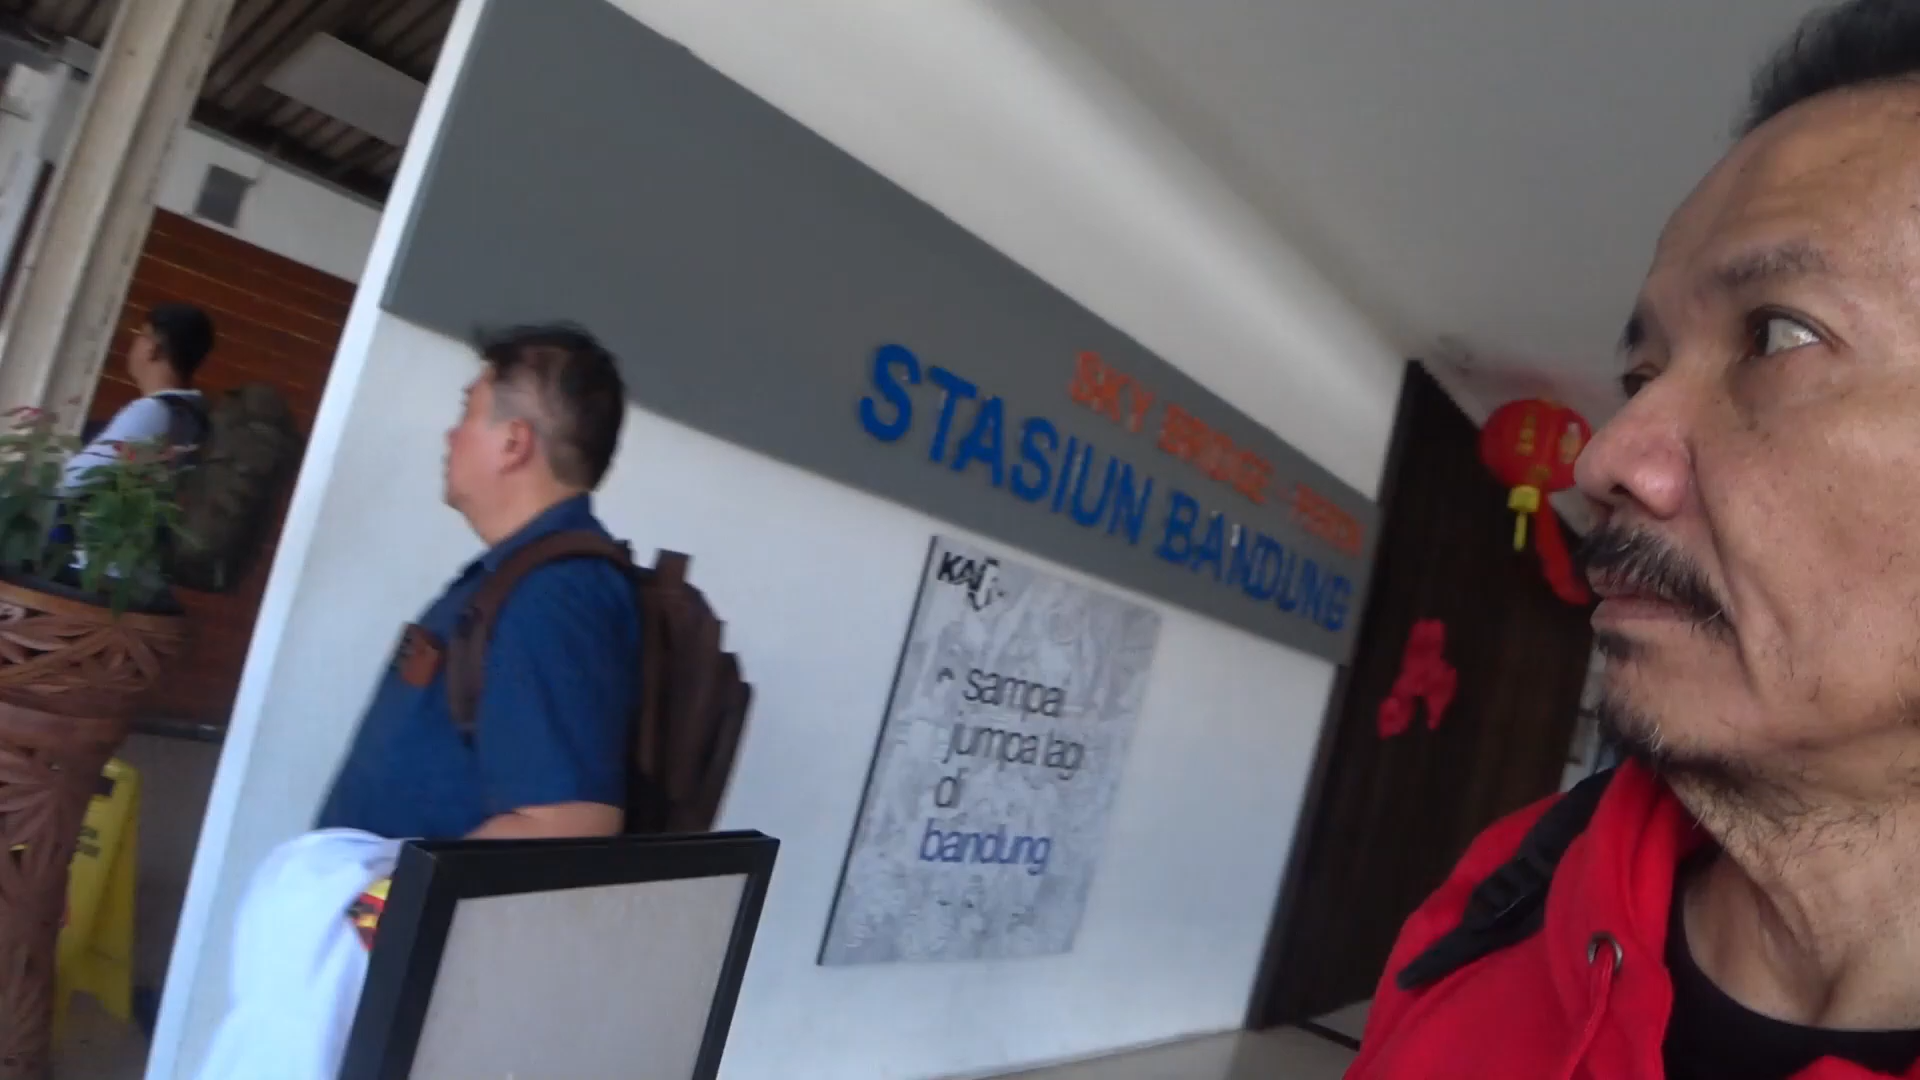 SKY BRIDGE -
STASIUN BANDUNG
KAI
sampai
jumpa lagi
di
bandung